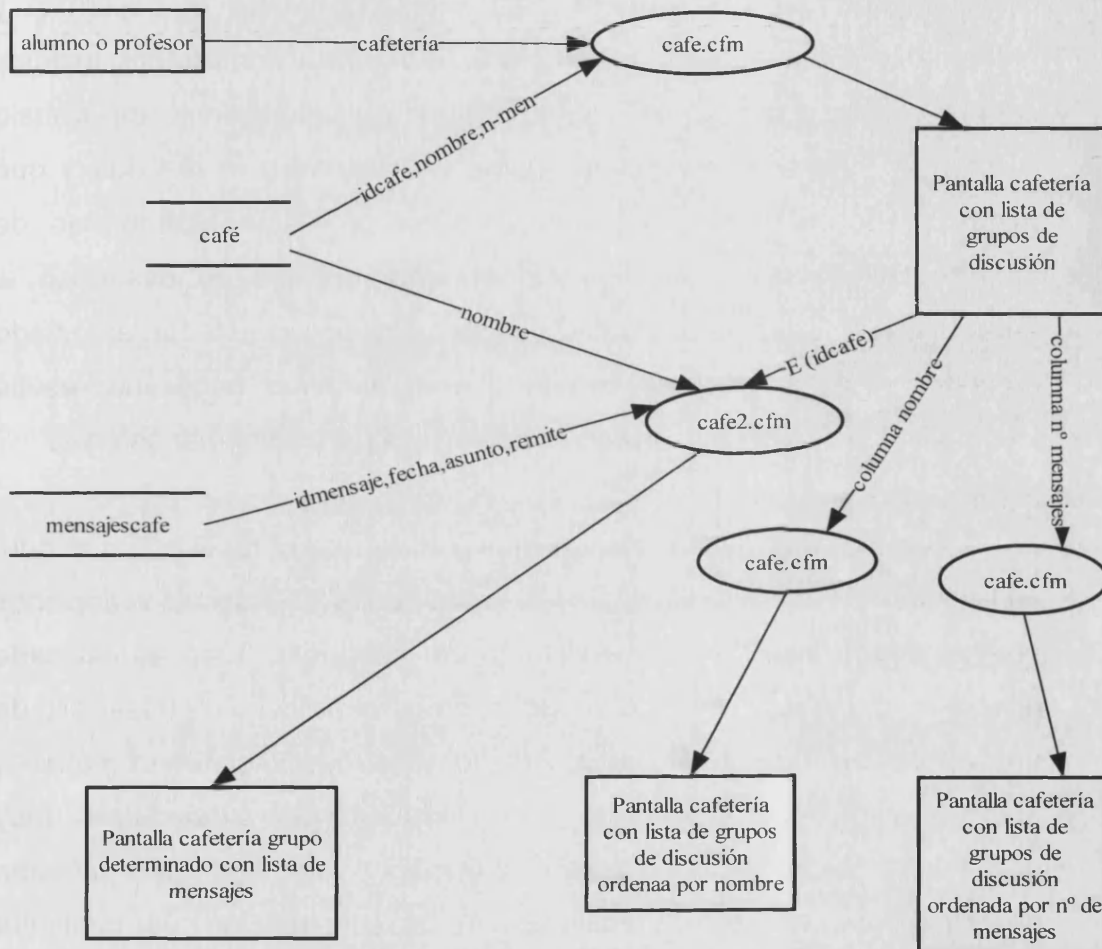 alumno o profesor
cafetería
cafe.cfm
idcafe,nombre,n-men
Pantalla cafetería
con lista de
grupos de
discusión
café
nombre
E (idcafe)
columna nombre
columna nº mensajes
cafe2.cfm
idmensaje,fecha,asunto,remite
mensajescafe
cafe.cfm
cafe.cfm
Pantalla cafetería grupo
determinado con lista de
mensajes
Pantalla cafetería
con lista de grupos
de discusión
ordenaa por nombre
Pantalla cafetería
con lista de
grupos de
discusión
ordenada por nº de
mensajes